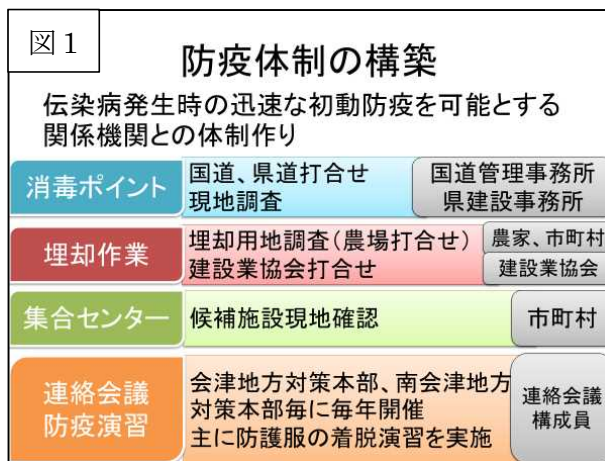 図1
防疫体制の構築
伝染病発生時の迅速な初動防疫を可能とする
関係機関との体制作り
消毒ポイント
国道、県道打合せ
現地調査
国道管理事務所
県建設事務所
埋却作業
埋却用地調査(農場打合せ)
建設業協会打合せ
農家、市町村
建設業協会
集合センター
候補施設現地確認
市町村
連絡会議
防疫演習
会津地方対策本部、南会津地方
対策本部毎に毎年開催
主に防護服の着脱演習を実施
連絡会議
構成員